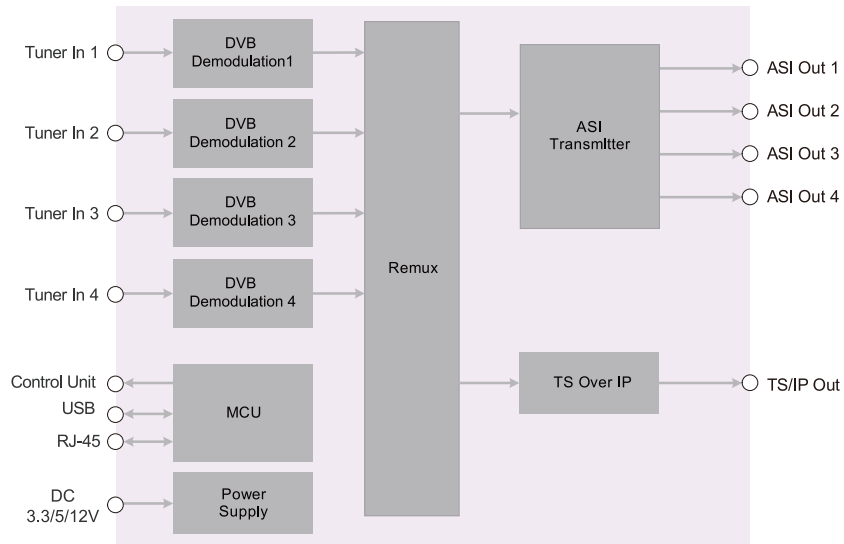 Tuner In 1
DVB
Demodulation1
Tuner In 2
DVB
Demodulation 2
Tuner In 3
DVB
Demodulation 3
Tuner In 4
DVB
Demodulation 4
Control Unit
USB
RJ-45
MCU
DC
3.3/5/12V
Power
Supply
Remux
ASI
TransmItter
ASI Out 1
ASI Out 2
ASI Out 3
ASI Out 4
TS Over IP
TS/IP Out